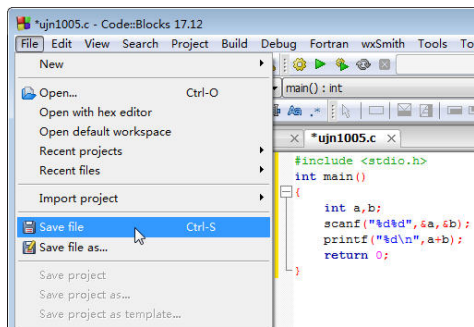 *ujn1005.c - Code::Blocks 17.12
File Edit View Search Project Build Debug Fortran wxSmith Tools
New
Open... Ctrl-O
Open with hex editor
Open default workspace
Recent projects
Recent files
Import project
Save file Ctrl-S
Save file as...
Save project
Save project as...
Save project as template...
main() : int
*ujn1005.c
#include <stdio.h>
int main()
{
int a,b;
scanf("%d%d",&a,&b);
printf("%d\n",a+b);
return 0;
}